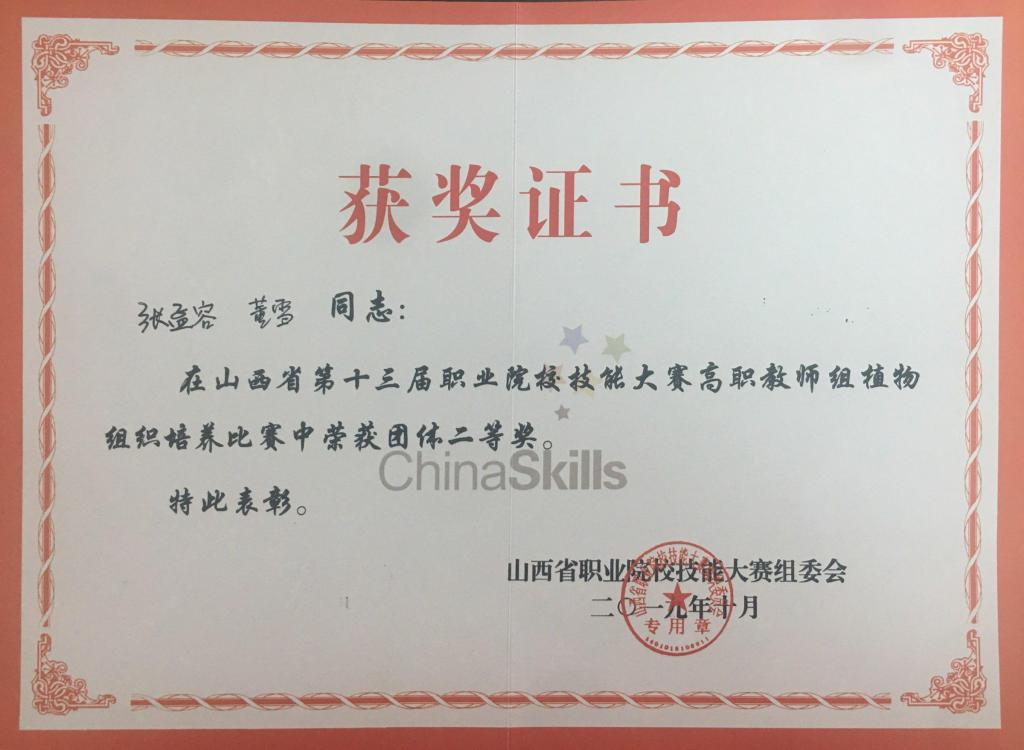 获奖证书
张孟容 董雪 同志：
在山西省第十三届职业院校技能大赛高职教师组植物
组织培养比赛中荣获团体二等奖。
ChinaSkills
特此表彰。
山西省职业院校技能大赛组委会
二〇一九年十月
专用章